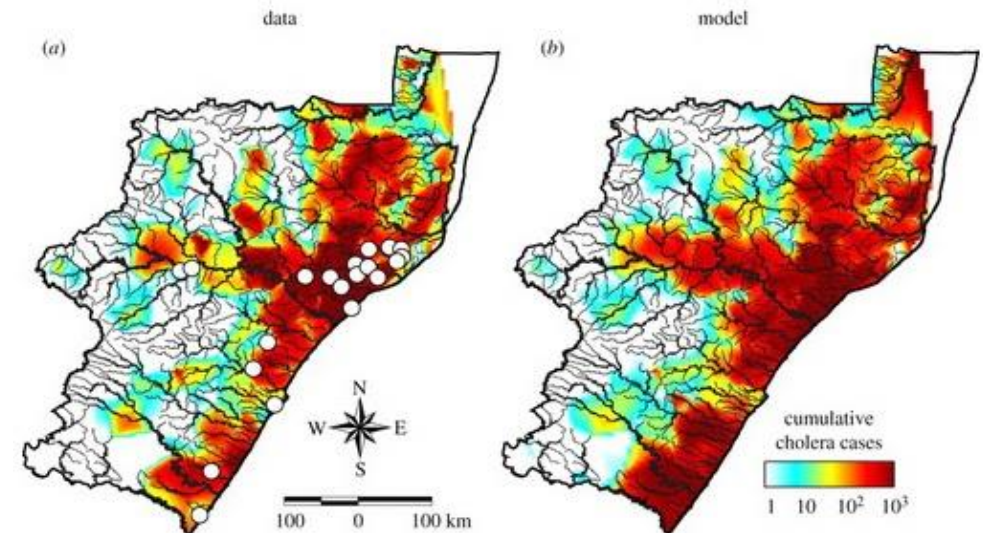 data
model
(a)
(b)
N
W E
S
100 0 100 km
cumulative
cholera cases
1 10 10² 10³